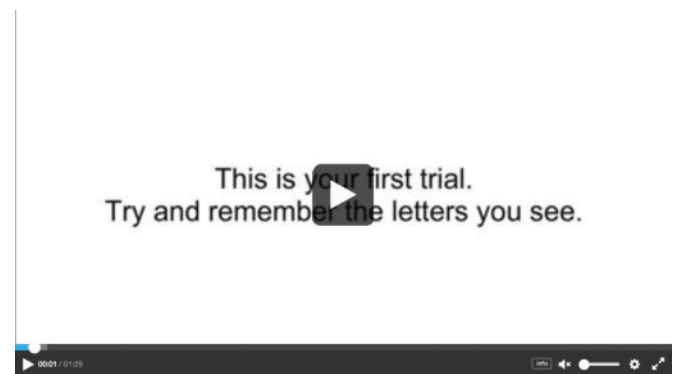 This is your first trial.
Try and remember the letters you see.
00:01 / 01:29
info